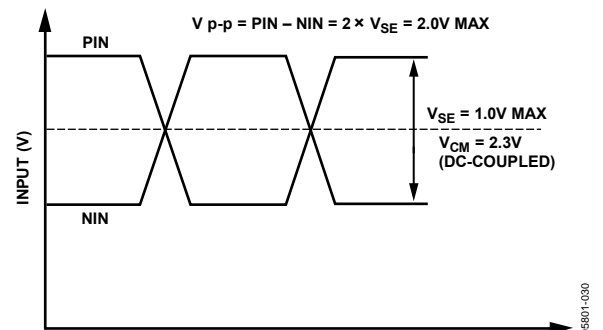 V p-p = PIN – NIN = 2 × VSE = 2.0V MAX
PIN
VSE = 1.0V MAX
VCM = 2.3V
(DC-COUPLED)
INPUT (V)
NIN
05801-030